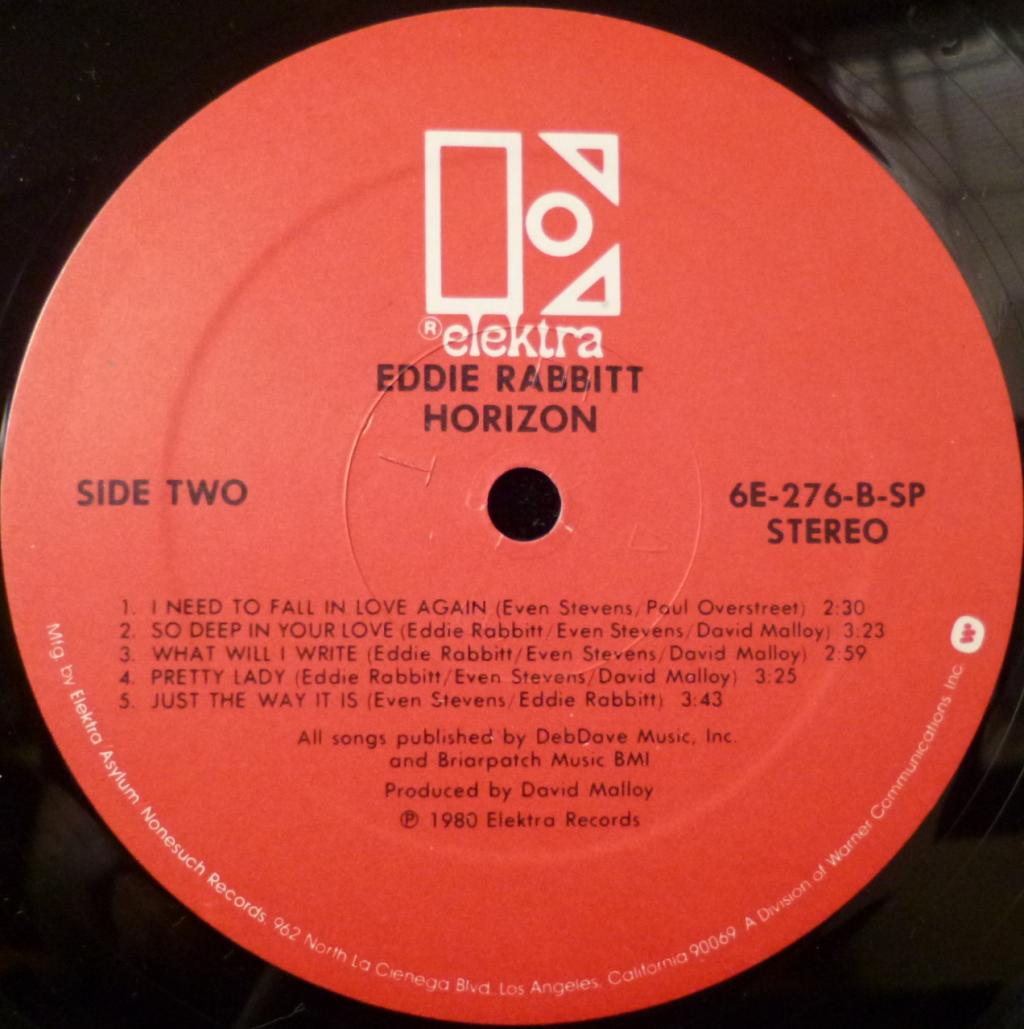 ® elektra
EDDIE RABBITT
HORIZON
SIDE TWO
6E-276-B-SP
STEREO
1. I NEED TO FALL IN LOVE AGAIN (Even Stevens/Paul Overstreet) 2:30
2. SO DEEP IN YOUR LOVE (Eddie Rabbitt/Even Stevens/David Malloy) 3:23
3. WHAT WILL I WRITE (Eddie Rabbitt/Even Stevens/David Malloy) 2:59
4. PRETTY LADY (Eddie Rabbitt/Even Stevens/David Malloy) 3:25
5. JUST THE WAY IT IS (Even Stevens/Eddie Rabbitt) 3:43
All songs published by DebDave Music, Inc.
and Briarpatch Music BMI
Produced by David Malloy
℗ 1980 Elektra Records
Mfg. by Elektra/Asylum/Nonesuch Records, 962 North La Cienega Blvd., Los Angeles, California 90069. A Division of Warner Communications Inc.